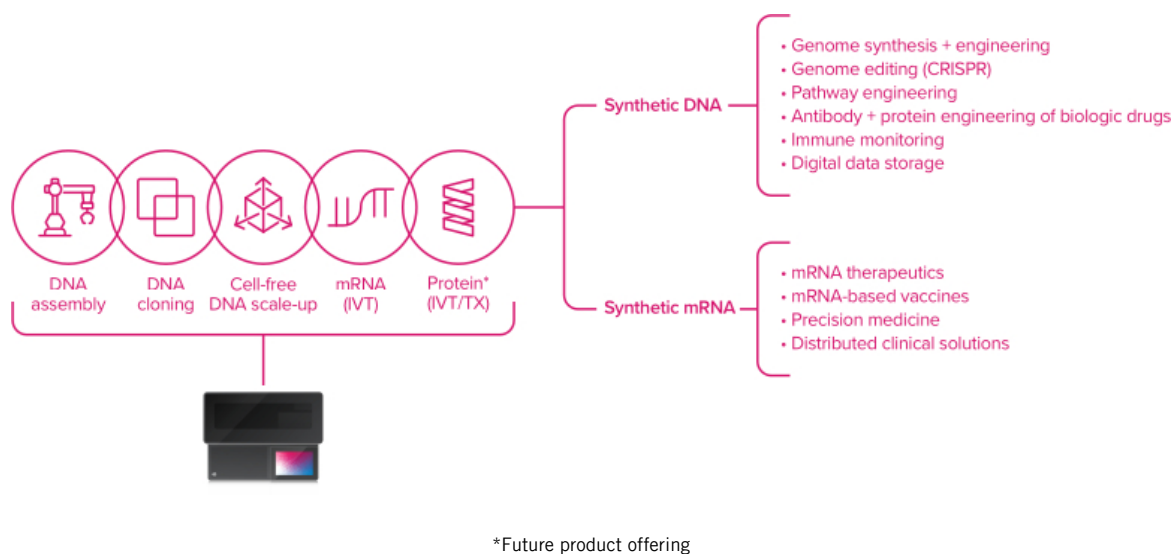 • Genome synthesis + engineering
• Genome editing (CRISPR)
Synthetic DNA
• Pathway engineering
• Antibody + protein engineering of biologic drugs
• Immune monitoring
• Digital data storage
DNA
assembly
DNA
cloning
Cell-free
DNA scale-up
mRNA
(IVT)
Protein*
(IVT/TX)
Synthetic mRNA
• mRNA therapeutics
• mRNA-based vaccines
• Precision medicine
• Distributed clinical solutions
*Future product offering